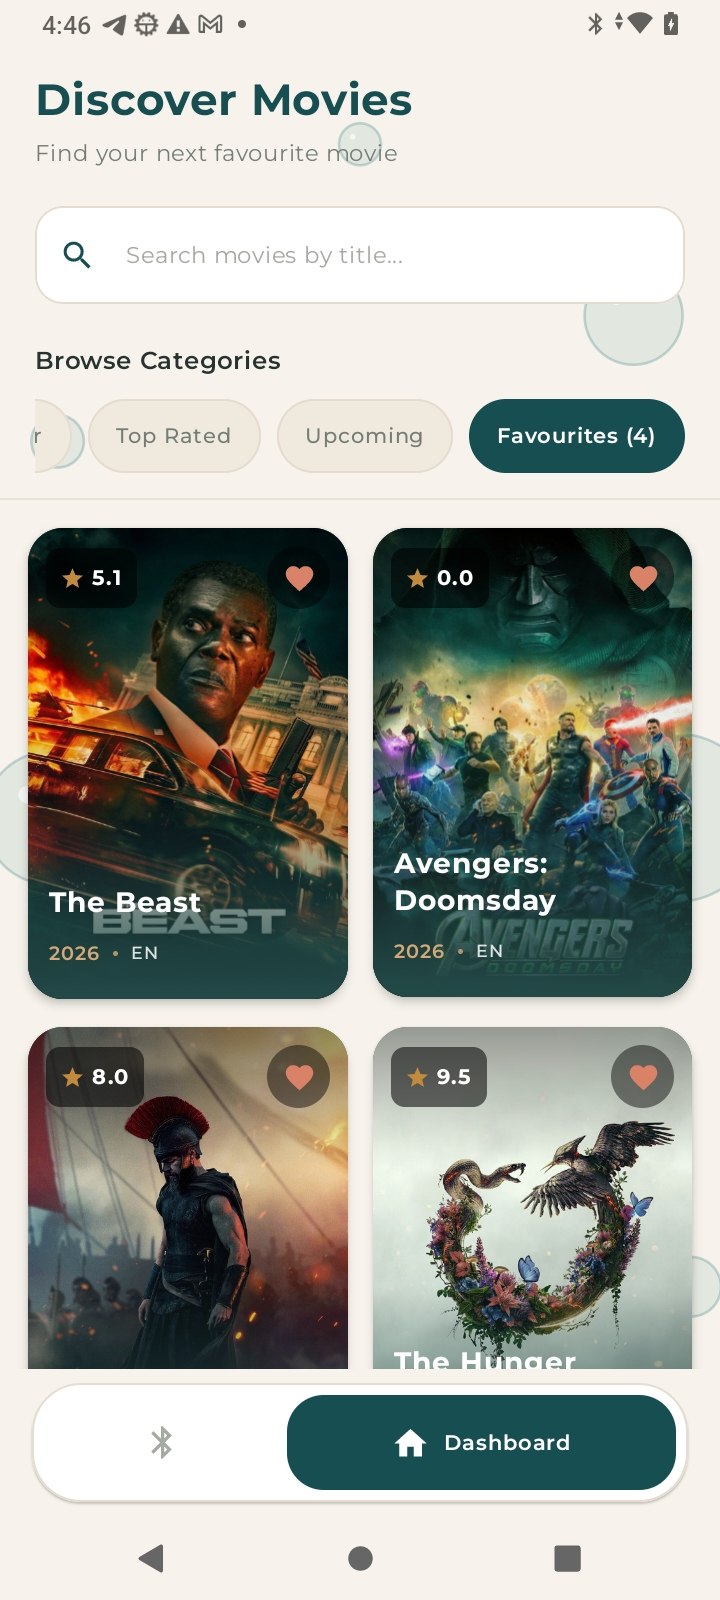 4:46
Discover Movies
Find your next favourite movie
Search movies by title...
Browse Categories
r
Top Rated
Upcoming
Favourites (4)
5.1
0.0
BEAST
The Beast
2026 • EN
AVENGERS
DOOMSDAY
Avengers:
Doomsday
2026 • EN
8.0
9.5
The Hunger
Dashboard